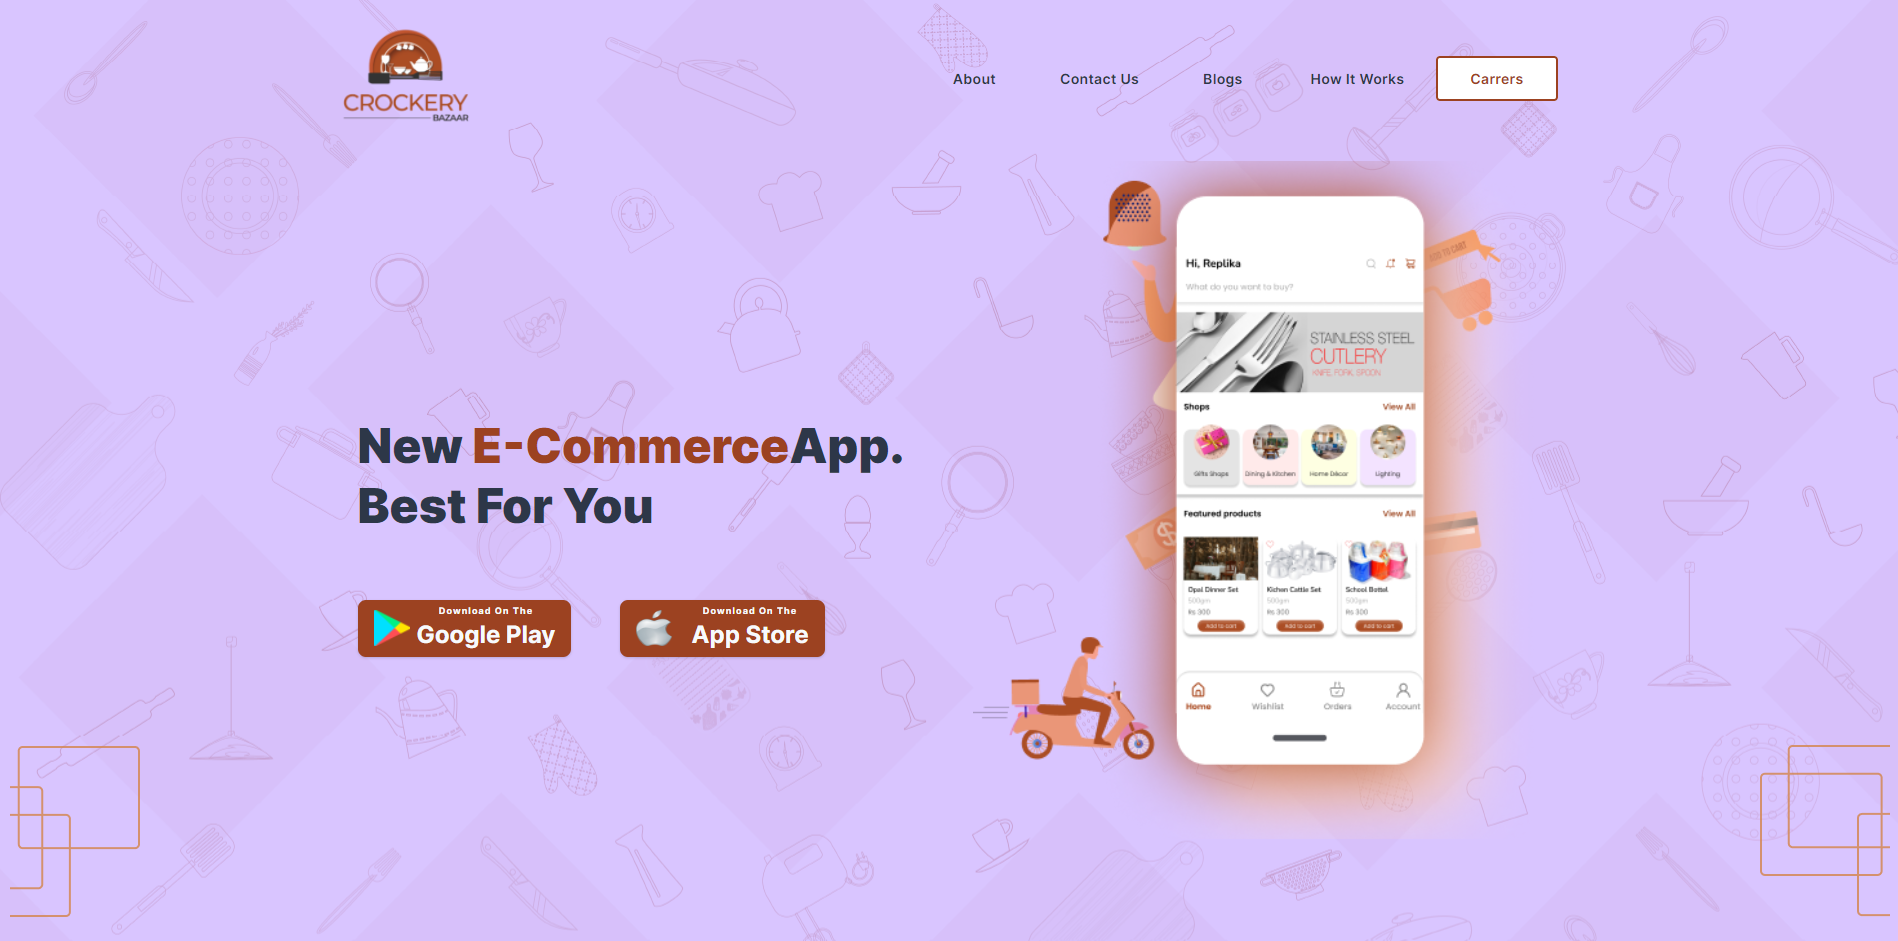 CROCKERY
BAZAAR
About
Contact Us
Blogs
How It Works
Carrers
ADD TO CART
Hi, Replika
What do you want to buy?
STAINLESS STEEL
CUTLERY
KNIFE, FORK, SPOON
Shops
View All
Gifts Shops
Dining & Kitchen
Home Décor
Lighting
Featured products
View All
Opal Dinner Set
Kichen Cattle Set
School Bottel
500gm
500gm
500gm
Rs 300
Rs 300
Rs 300
Add to cart
Add to cart
Add to cart
Home
Wishlist
Orders
Account
New E-CommerceApp.
Best For You
Download On The
Google Play
Download On The
App Store